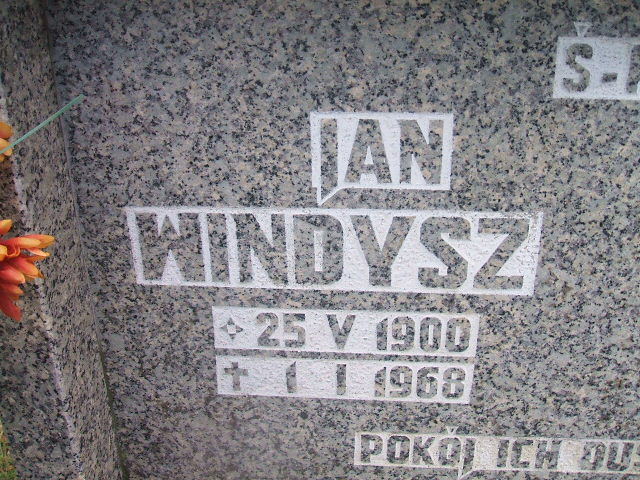 JAN
WINDYSZ
25 V 1900
† 1 I 1968
POKÓJ ICH